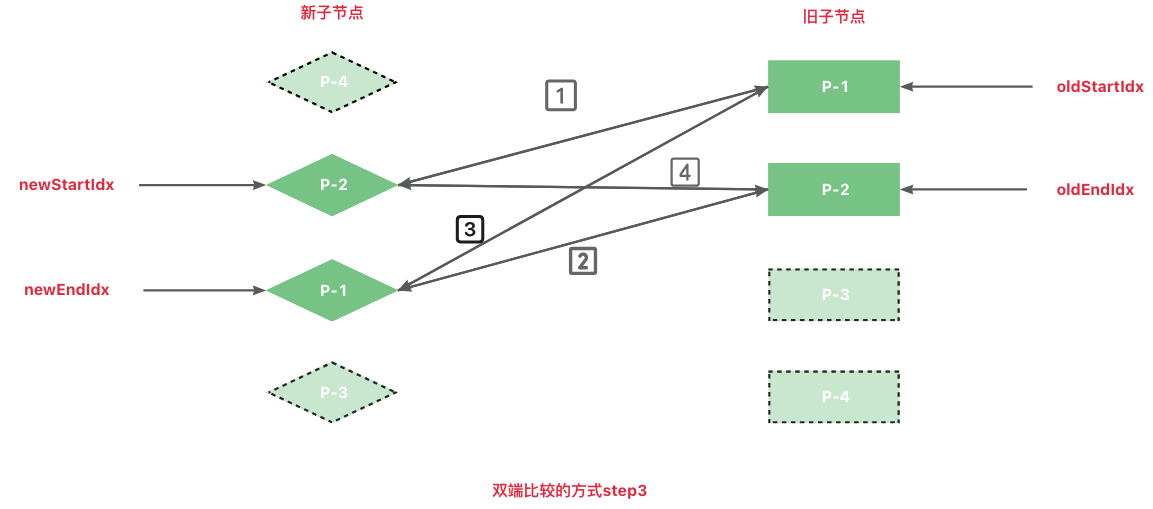 新子节点
旧子节点
P-4
1
P-1
oldStartIdx
newStartIdx
P-2
4
P-2
oldEndIdx
3
2
newEndIdx
P-1
P-3
P-3
P-4
双端比较的方式step3